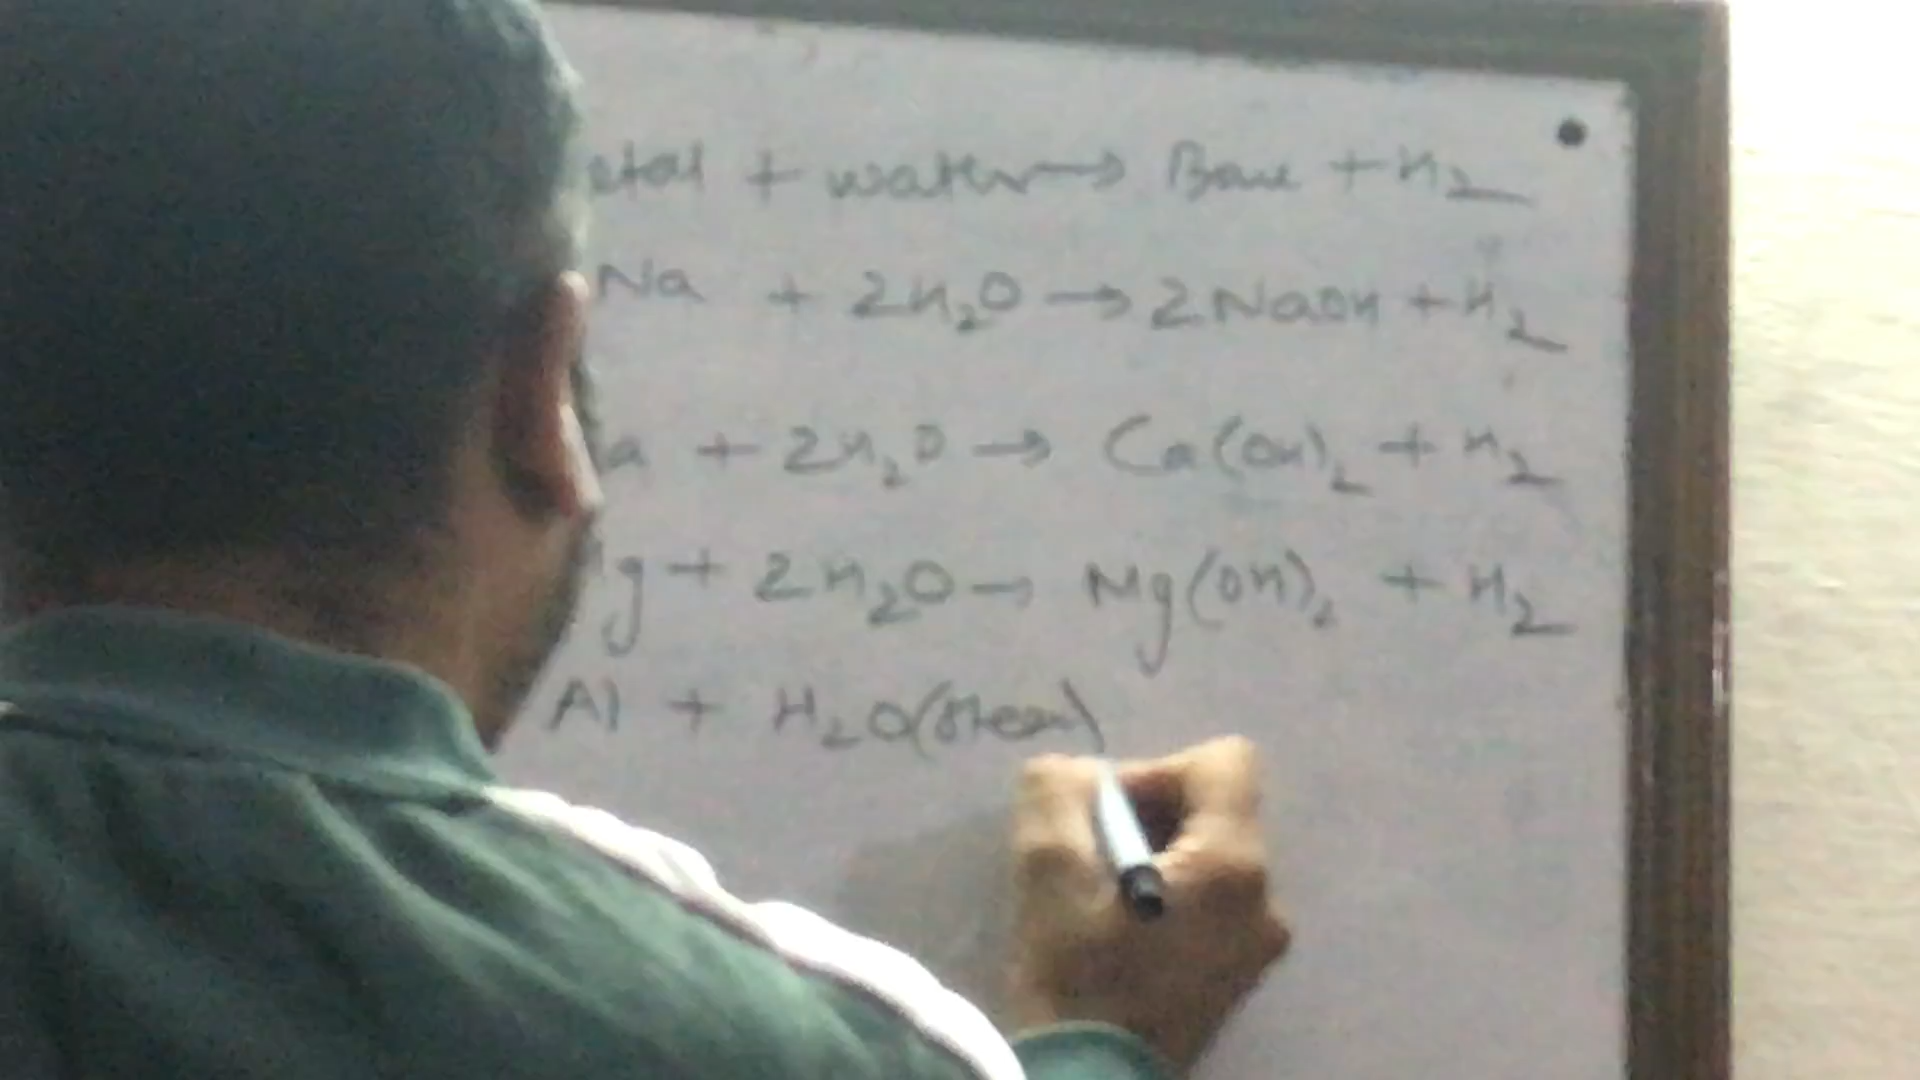 etal + water → Base + H₂
Na + 2H₂O → 2NaOH + H₂
a + 2H₂O → Ca(OH)₂ + H₂
g + 2H₂O → Mg(OH)₂ + H₂
Al + H₂O(steam)